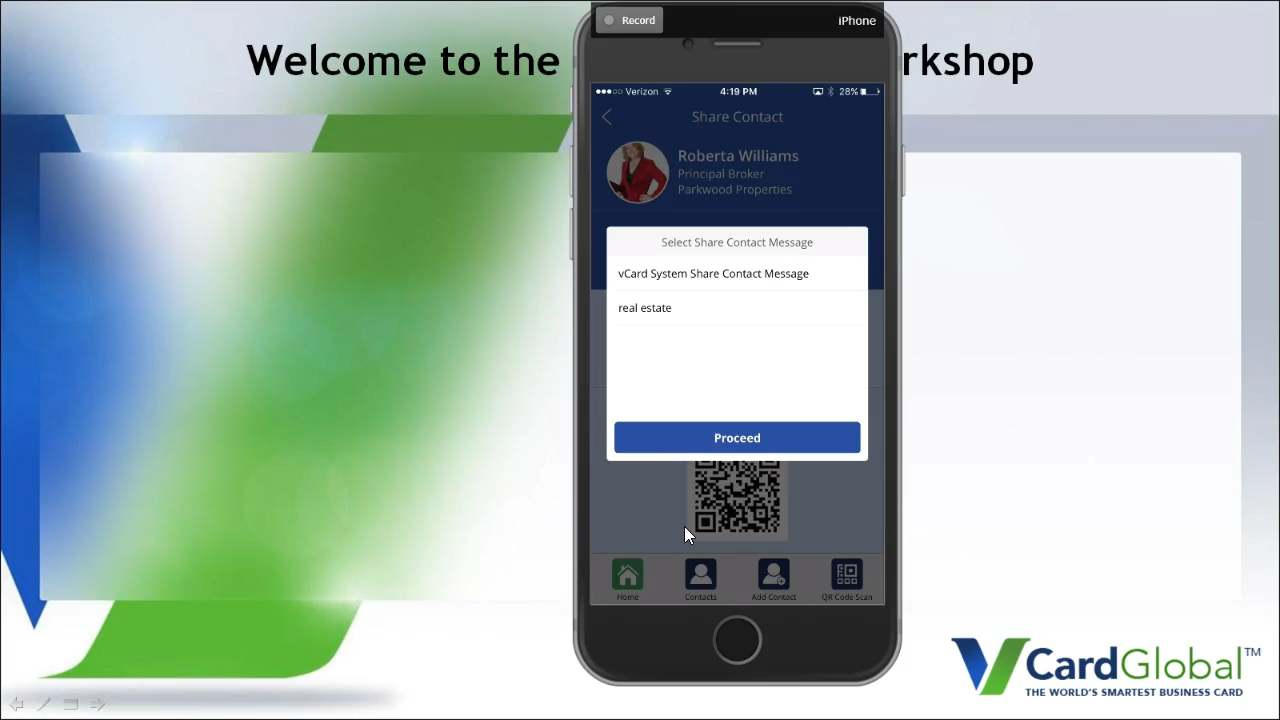 Record
iPhone
Welcome to the
rkshop
Verizon
4:19 PM
28%
Share Contact
Roberta Williams
Principal Broker
Parkwood Properties
Select Share Contact Message
vCard System Share Contact Message
real estate
Proceed
Home
Contacts
Add Contact
QR Code Scan
VCardGlobal™
THE WORLD'S SMARTEST BUSINESS CARD